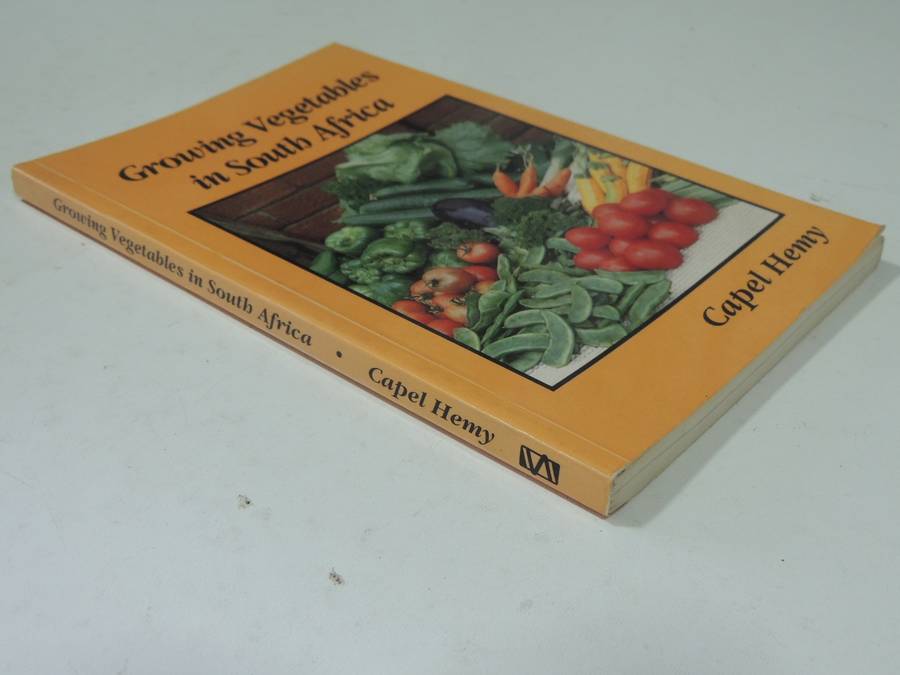 Growing Vegetables
in South Africa
Capel Hemy
Growing Vegetables in South Africa • Capel Hemy